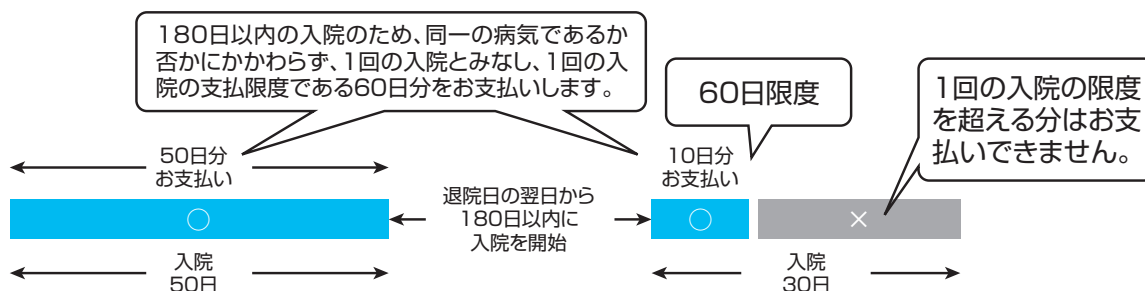 180日以内の入院のため、同一の病気であるか
否かにかかわらず、1回の入院とみなし、1回の入
院の支払限度である60日分をお支払いします。
60日限度
1回の入院の限度
を超える分はお支
払いできません。
50日分
お支払い
10日分
お支払い
○
退院日の翌日から
180日以内に
入院を開始
○
×
入院
50日
入院
30日